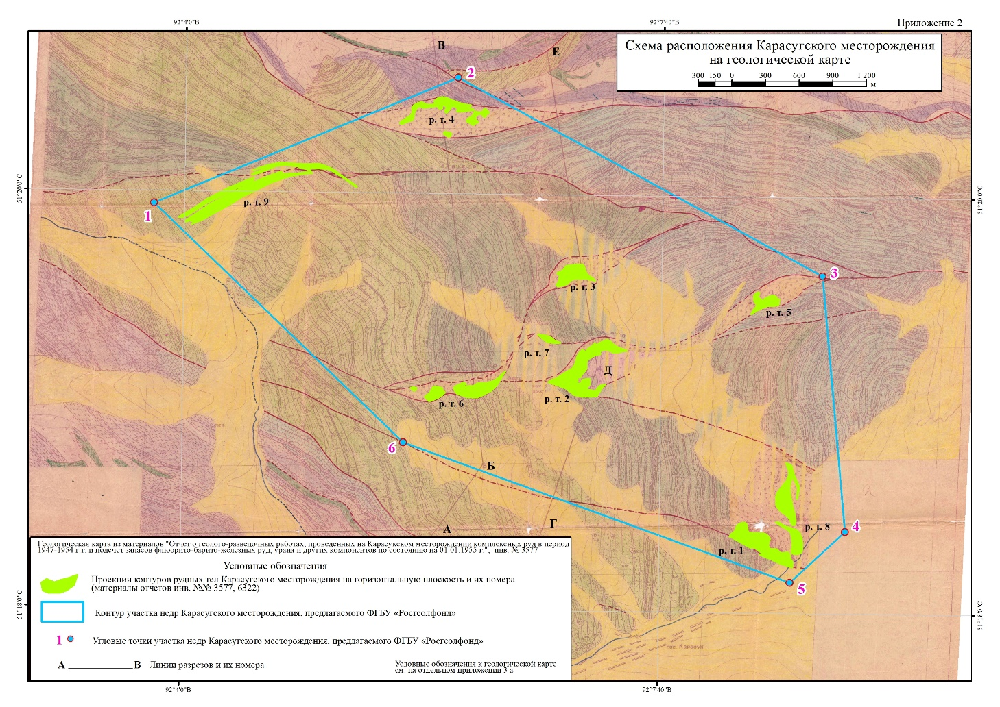 92°4'0"В
92°7'40"В
Приложение 2
Схема расположения Карасугского месторождения
на геологической карте
300 150 0 300 600 900 1 200
м
В
Е
2
р. т. 4
51°20'0"С
51°20'0"С
р. т. 9
1
3
р. т. 3
р. т. 5
р. т. 7
Д
р. т. 2
р. т. 6
6
Б
А
Г
р. т. 8
4
р. т. 1
5
51°18'0"С
51°18'0"С
пос. Карасук
Геологическая карта из материалов "Отчет о геолого-разведочных работах, проведенных на Карасукском месторождении комплексных руд в период
1947-1954 г.г. и подсчет запасов флюорито-барито-железных руд, урана и других компонентов по состоянию на 01.01.1955 г.", инв. № 3577
Условные обозначения
Проекции контуров рудных тел Карасугского месторождения на горизонтальную плоскость и их номера
(материалы отчетов инв. №№ 3577, 6322)
Контур участка недр Карасугского месторождения, предлагаемого ФГБУ «Росгеолфонд»
1 Угловые точки участка недр Карасугского месторождения, предлагаемого ФГБУ «Росгеолфонд»
А В Линии разрезов и их номера
Условные обозначения к геологической карте
см. на отдельном приложении 3 а
92°4'0"В
92°7'40"В